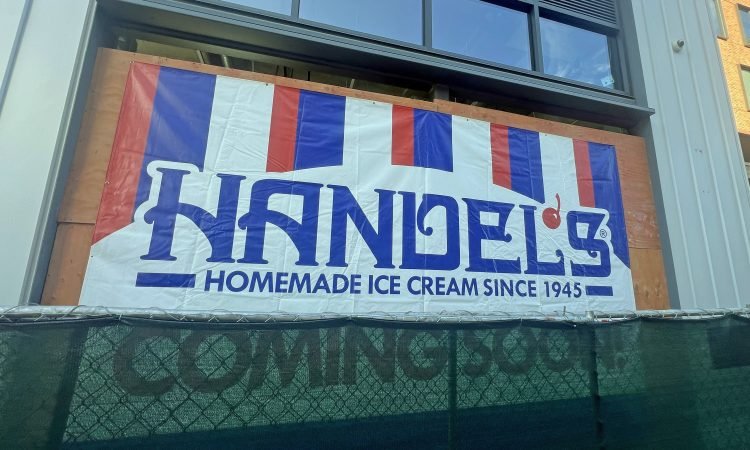 HANDEL'S®
HOMEMADE ICE CREAM SINCE 1945
COMING SOON!